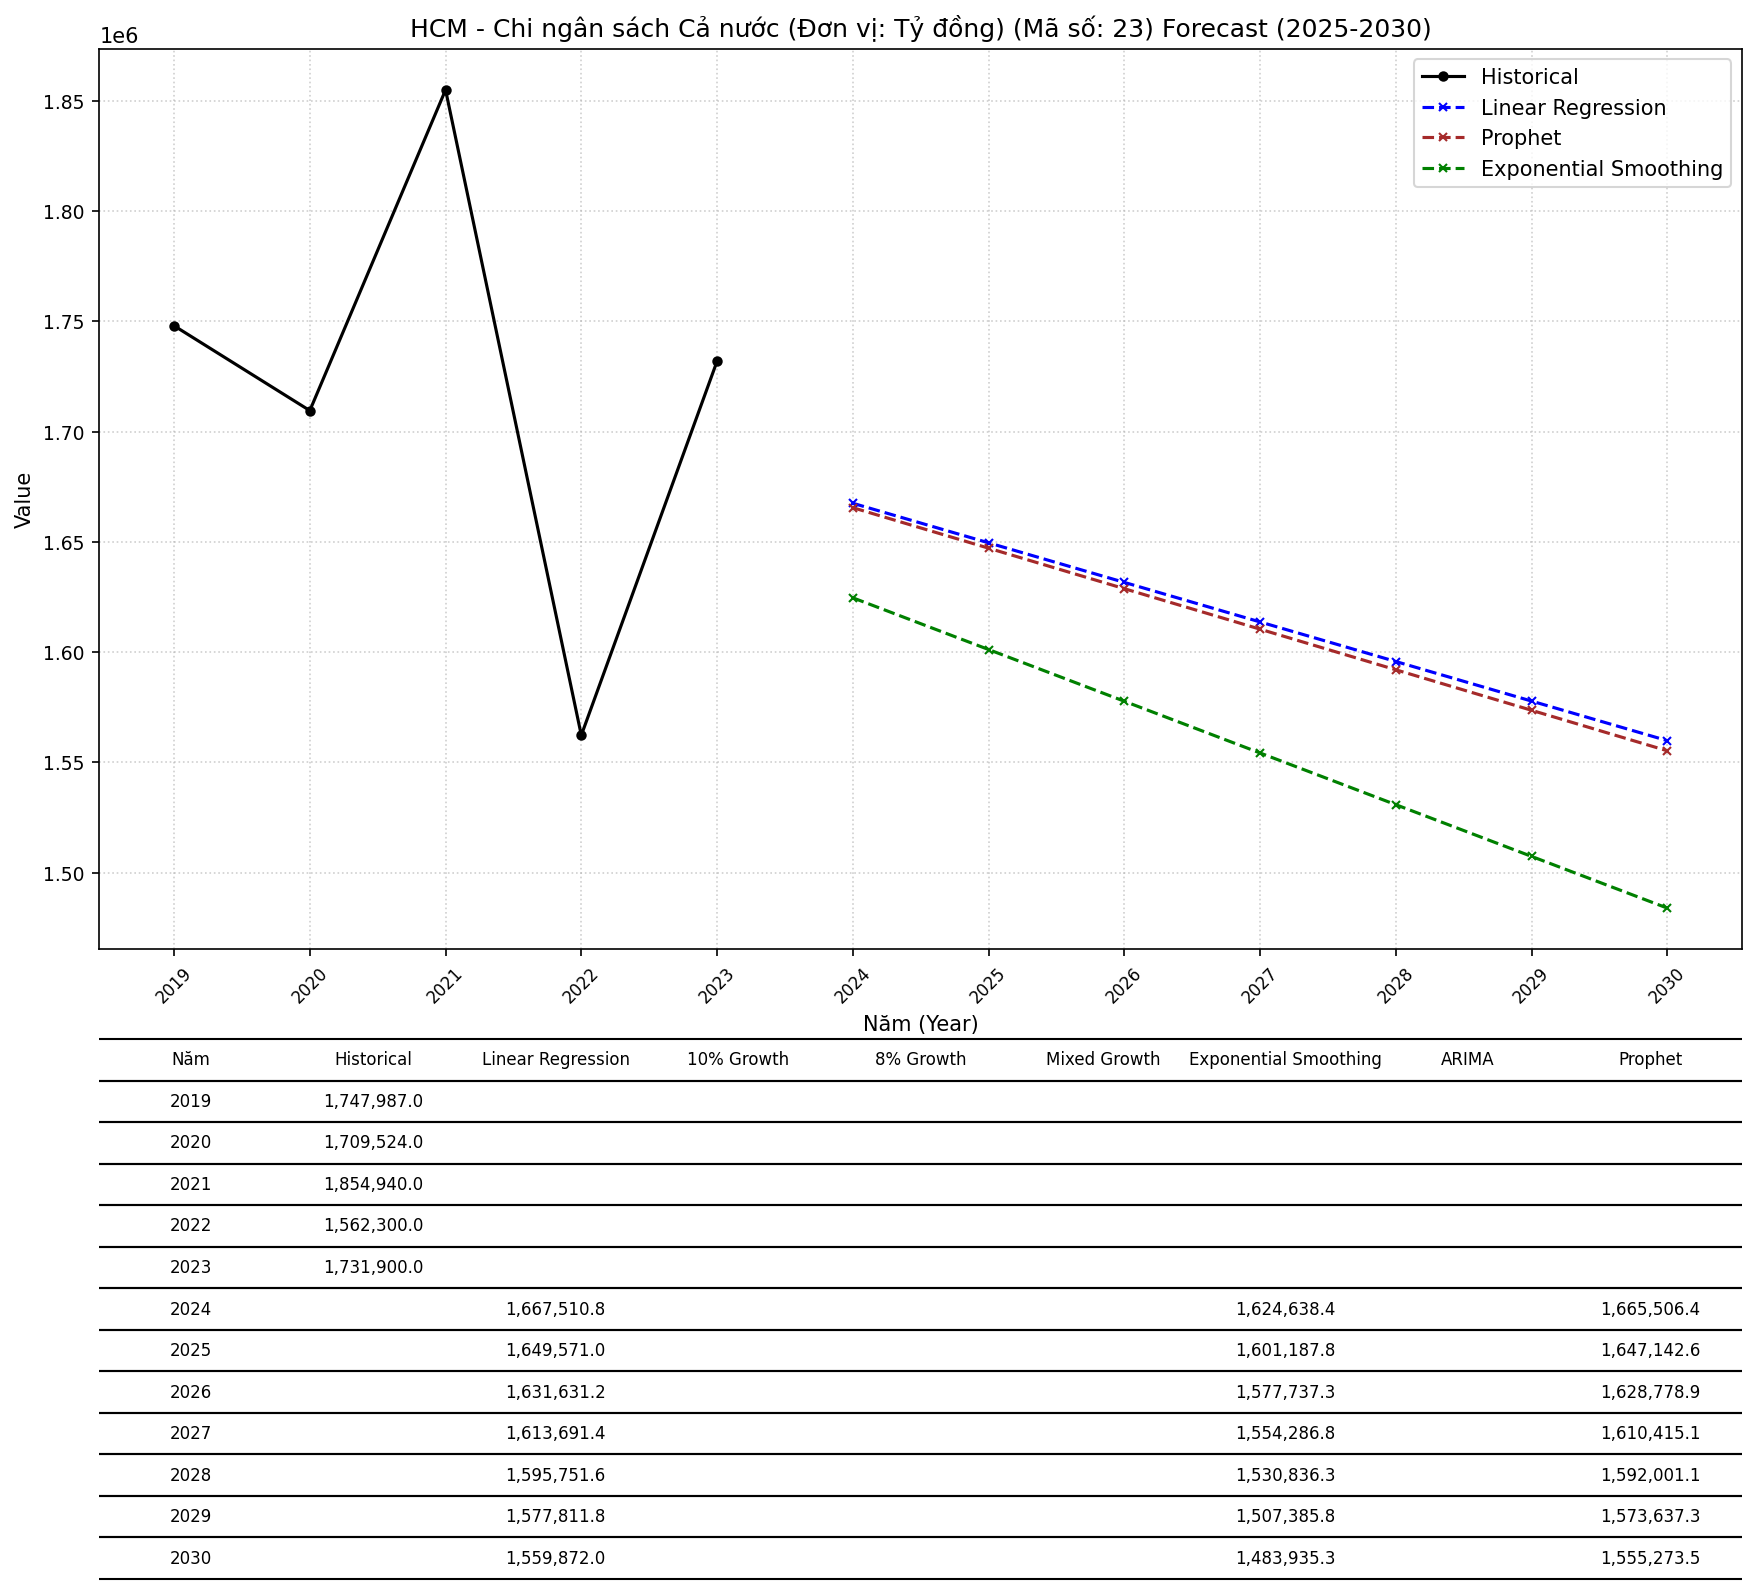 HCM - Chi ngân sách Cả nước (Đơn vị: Tỷ đồng) (Mã số: 23) Forecast (2025-2030)
1e6
Historical
Linear Regression
Prophet
Exponential Smoothing
1.85
1.80
1.75
1.70
1.65
1.60
1.55
1.50
Value
2019 2020 2021 2022 2023 2024 2025 2026 2027 2028 2029 2030
Năm (Year)
Năm Historical Linear Regression 10% Growth 8% Growth Mixed Growth Exponential Smoothing ARIMA Prophet
2019 1,747,987.0
2020 1,709,524.0
2021 1,854,940.0
2022 1,562,300.0
2023 1,731,900.0
2024 1,667,510.8 1,624,638.4 1,665,506.4
2025 1,649,571.0 1,601,187.8 1,647,142.6
2026 1,631,631.2 1,577,737.3 1,628,778.9
2027 1,613,691.4 1,554,286.8 1,610,415.1
2028 1,595,751.6 1,530,836.3 1,592,001.1
2029 1,577,811.8 1,507,385.8 1,573,637.3
2030 1,559,872.0 1,483,935.3 1,555,273.5